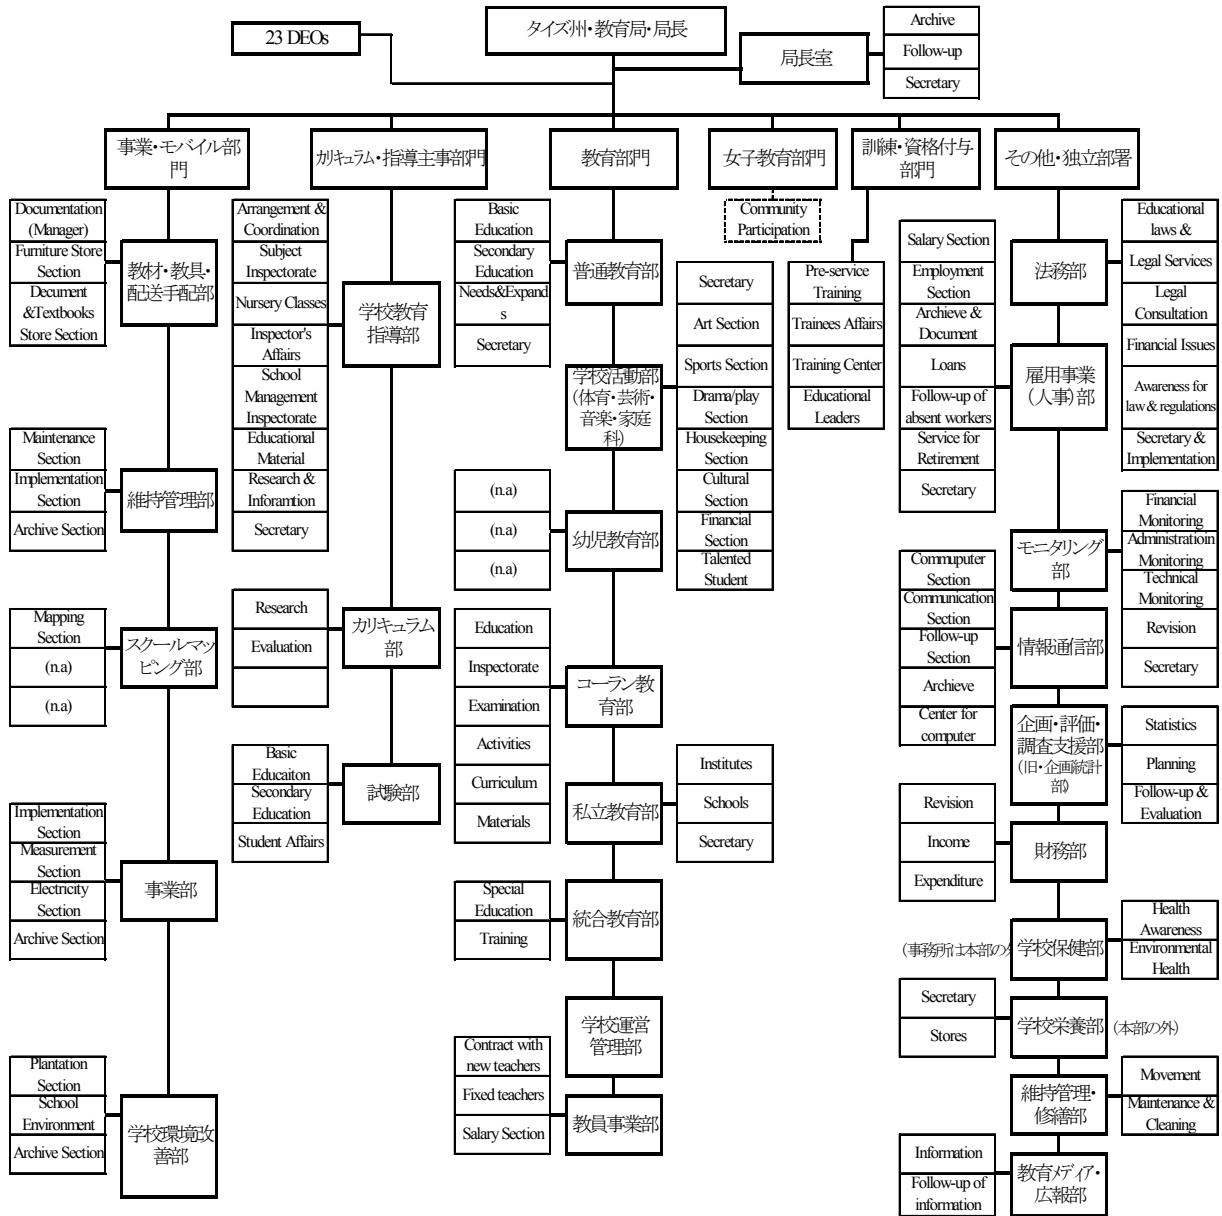 タイズ州・教育局・局長
23 DEOs
局長室
Archive
Follow-up
Secretary
事業・モバイル部
門
カリキュラム・指導主事部門
教育部門
女子教育部門
訓練・資格付与
部門
その他・独立部署
Documentation
(Manager)
Furniture Store
Section
Decument
&Textbooks
Store Section
教材・教具・
配送手配部
Maintenance
Section
Implementation
Section
Archive Section
維持管理部
Mapping
Section
(n.a)
(n.a)
スクールマッ
ピング部
Implementation
Section
Measurement
Section
Electricity
Section
Archive Section
事業部
Plantation
Section
School
Environment
Archive Section
学校環境改
善部
Arrangement &
Coordination
Subject
Inspectorate
Nursery Classes
Inspector's
Affairs
School
Management
Inspectorate
Educational
Material
Research &
Inforamtion
Secretary
学校教育
指導部
Research
Evaluation
カリキュラム
部
Basic
Educaiton
Secondary
Education
Student Affairs
試験部
Basic
Education
Secondary
Education
Needs&Expand
s
Secretary
普通教育部
学校活動部
(体育・芸術・
音楽・家庭
科)
Secretary
Art Section
Sports Section
Drama/play
Section
Housekeeping
Section
Cultural
Section
Financial
Section
Talented
Student
(n.a)
(n.a)
(n.a)
幼児教育部
Education
Inspectorate
Examination
Activities
Curriculum
Materials
コーラン教
育部
私立教育部
Institutes
Schools
Secretary
Special
Education
Training
統合教育部
学校運営
管理部
Contract with
new teachers
Fixed teachers
Salary Section
教員事業部
Community
Participation
Pre-service
Training
Trainees Affairs
Training Center
Educational
Leaders
法務部
Educational
laws &
Legal Services
Legal
Consultation
Financial Issues
Awareness for
law & regulations
Secretary &
Implementation
Salary Section
Employment
Section
Archieve &
Document
Loans
Follow-up of
absent workers
Service for
Retirement
Secretary
雇用事業
(人事)部
モニタリング
部
Financial
Monitoring
Administratioin
Monitoring
Technical
Monitoring
Revision
Secretary
Commuputer
Section
Communication
Section
Follow-up
Section
Archieve
Center for
computer
情報通信部
企画・評価・
調査支援部
(旧・企画統計
部)
Statistics
Planning
Follow-up &
Evaluation
Revision
Income
Expenditure
財務部
(事務所は本部の外
学校保健部
Health
Awareness
Environmental
Health
Secretary
Stores
学校栄養部
(本部の外)
維持管理・
修繕部
Movement
Maintenance &
Cleaning
Information
Follow-up of
information
教育メディア・
広報部